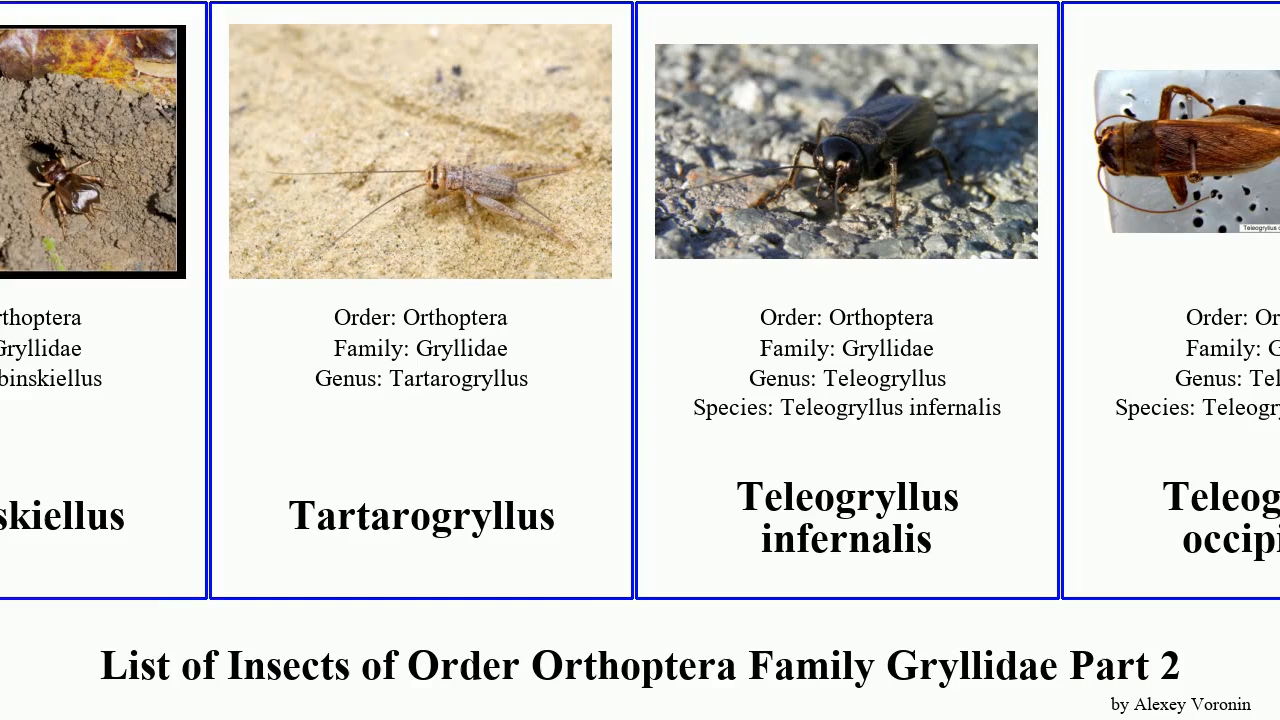 rthoptera
Gryllidae
binskiellus
skiellus
Order: Orthoptera
Family: Gryllidae
Genus: Tartarogryllus
Tartarogryllus
Order: Orthoptera
Family: Gryllidae
Genus: Teleogryllus
Species: Teleogryllus infernalis
Teleogryllus
infernalis
Teleogryllus
Order: Or
Family: G
Genus: Tel
Species: Teleogry
Teleog
occipi
List of Insects of Order Orthoptera Family Gryllidae Part 2
by Alexey Voronin